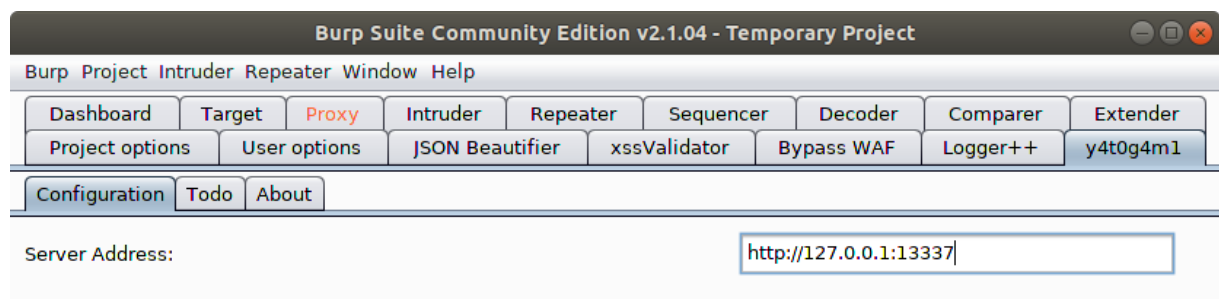 Burp Suite Community Edition v2.1.04 - Temporary Project
Burp Project Intruder Repeater Window Help
Dashboard Target Proxy Intruder Repeater Sequencer Decoder Comparer Extender
Project options User options JSON Beautifier xssValidator Bypass WAF Logger++ y4t0g4m1
Configuration Todo About
Server Address: http://127.0.0.1:13337